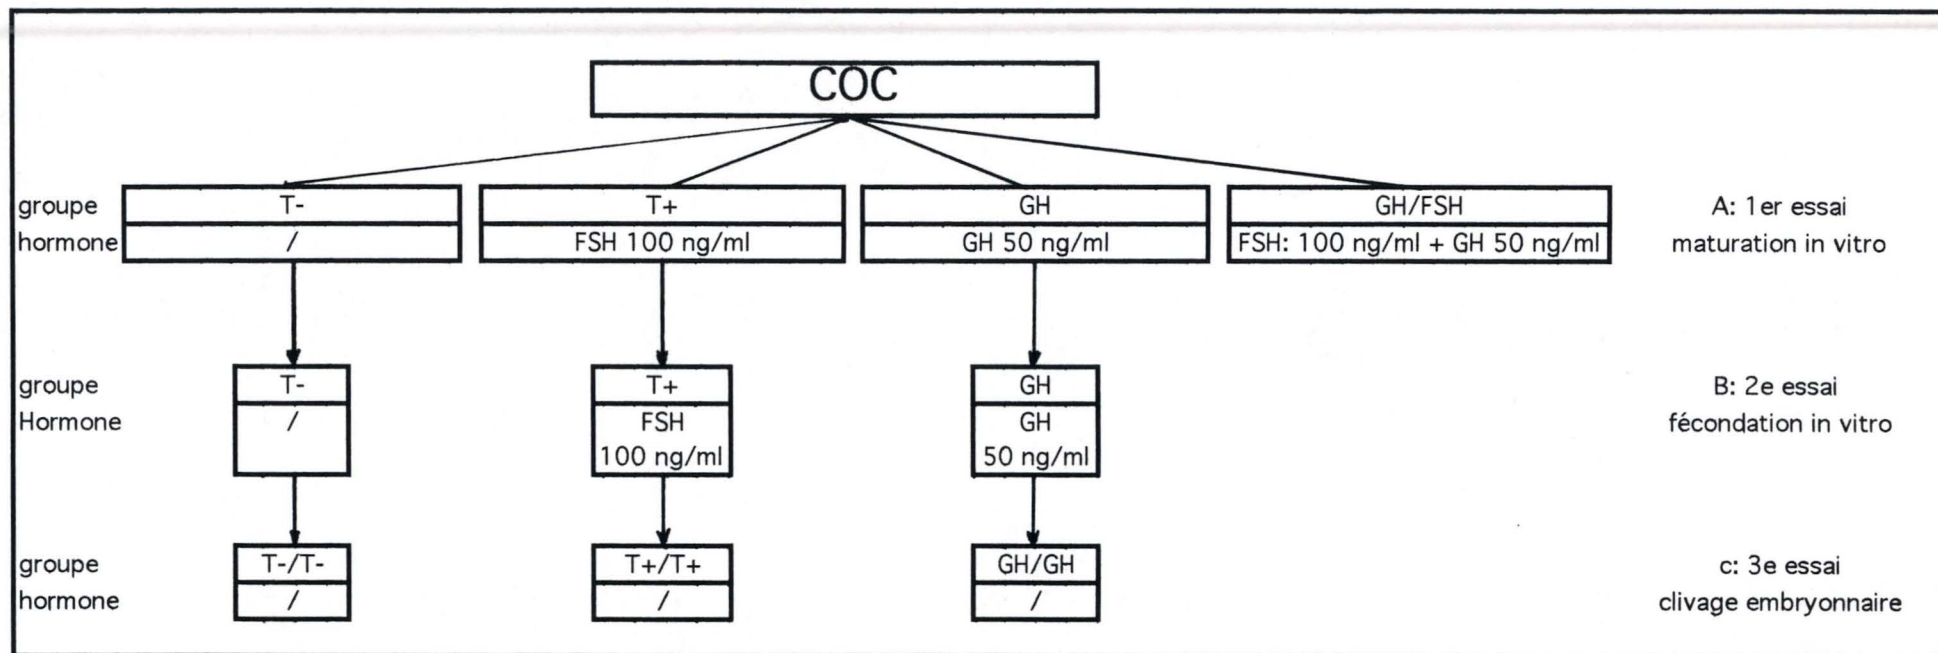 COC
groupe T- T+ GH GH/FSH A: 1er essai
hormone / FSH 100 ng/ml GH 50 ng/ml FSH: 100 ng/ml + GH 50 ng/ml maturation in vitro
groupe T- T+ GH B: 2e essai
Hormone / FSH GH fécondation in vitro
100 ng/ml 50 ng/ml
groupe T-/T- T+/T+ GH/GH c: 3e essai
hormone / / / clivage embryonnaire